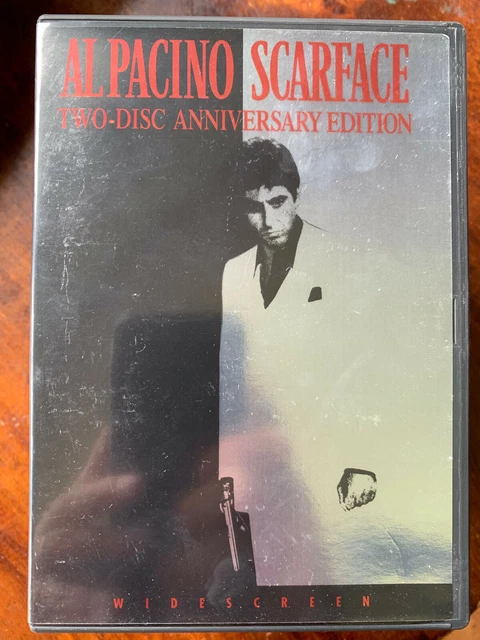 AL PACINO SCARFACE
TWO-DISC ANNIVERSARY EDITION
WIDESCREEN